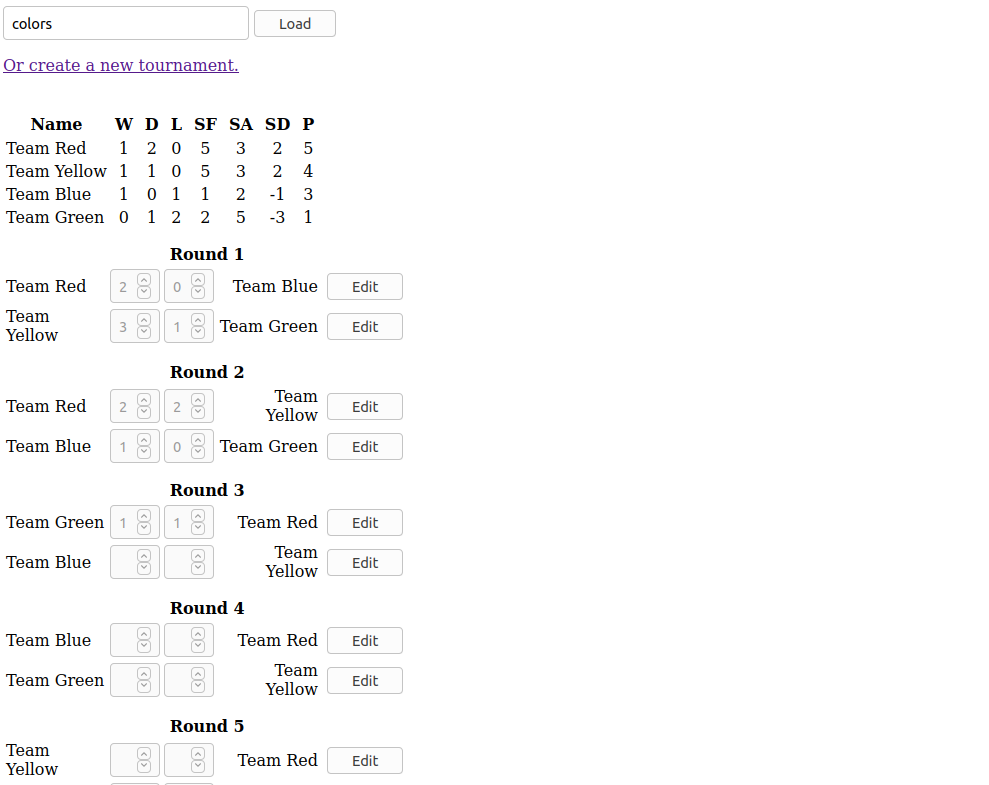 colors Load
Or create a new tournament.
Name W D L SF SA SD P
Team Red 1 2 0 5 3 2 5
Team Yellow 1 1 0 5 3 2 4
Team Blue 1 0 1 1 2 -1 3
Team Green 0 1 2 2 5 -3 1
Round 1
Team Red 2 0 Team Blue Edit
Team
Yellow 3 1 Team Green Edit
Round 2
Team Red 2 2 Team
Yellow Edit
Team Blue 1 0 Team Green Edit
Round 3
Team Green 1 1 Team Red Edit
Team Blue Team
Yellow Edit
Round 4
Team Blue Team Red Edit
Team Green Team
Yellow Edit
Round 5
Team
Yellow Team Red Edit